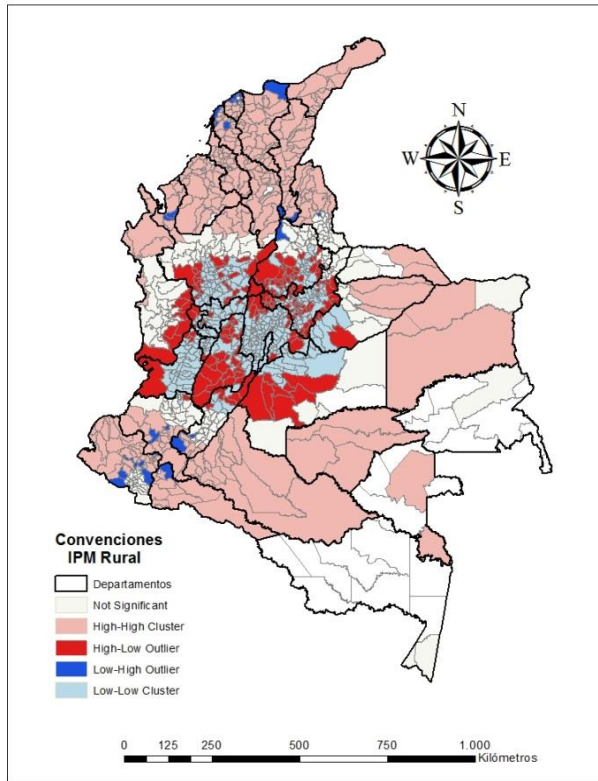 N
W E
S
Convenciones
IPM Rural
Departamentos
Not Significant
High-High Cluster
High-Low Outlier
Low-High Outlier
Low-Low Cluster
0 125 250 500 750 1.000
Kilómetros